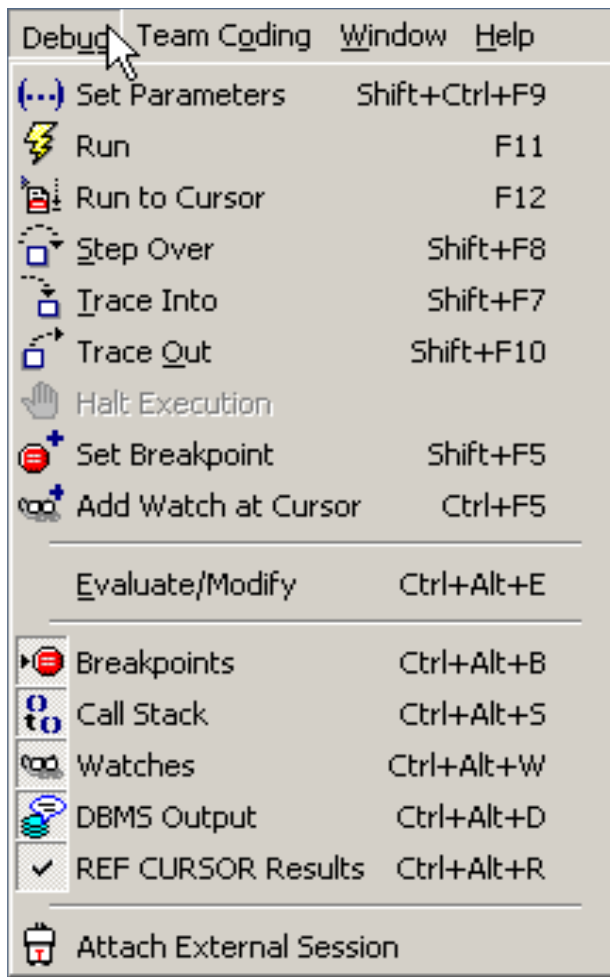 Debug Team Coding Window Help
Set Parameters Shift+Ctrl+F9
Run F11
Run to Cursor F12
Step Over Shift+F8
Trace Into Shift+F7
Trace Out Shift+F10
Halt Execution
Set Breakpoint Shift+F5
Add Watch at Cursor Ctrl+F5
Evaluate/Modify Ctrl+Alt+E
Breakpoints Ctrl+Alt+B
Call Stack Ctrl+Alt+S
Watches Ctrl+Alt+W
DBMS Output Ctrl+Alt+D
REF CURSOR Results Ctrl+Alt+R
Attach External Session